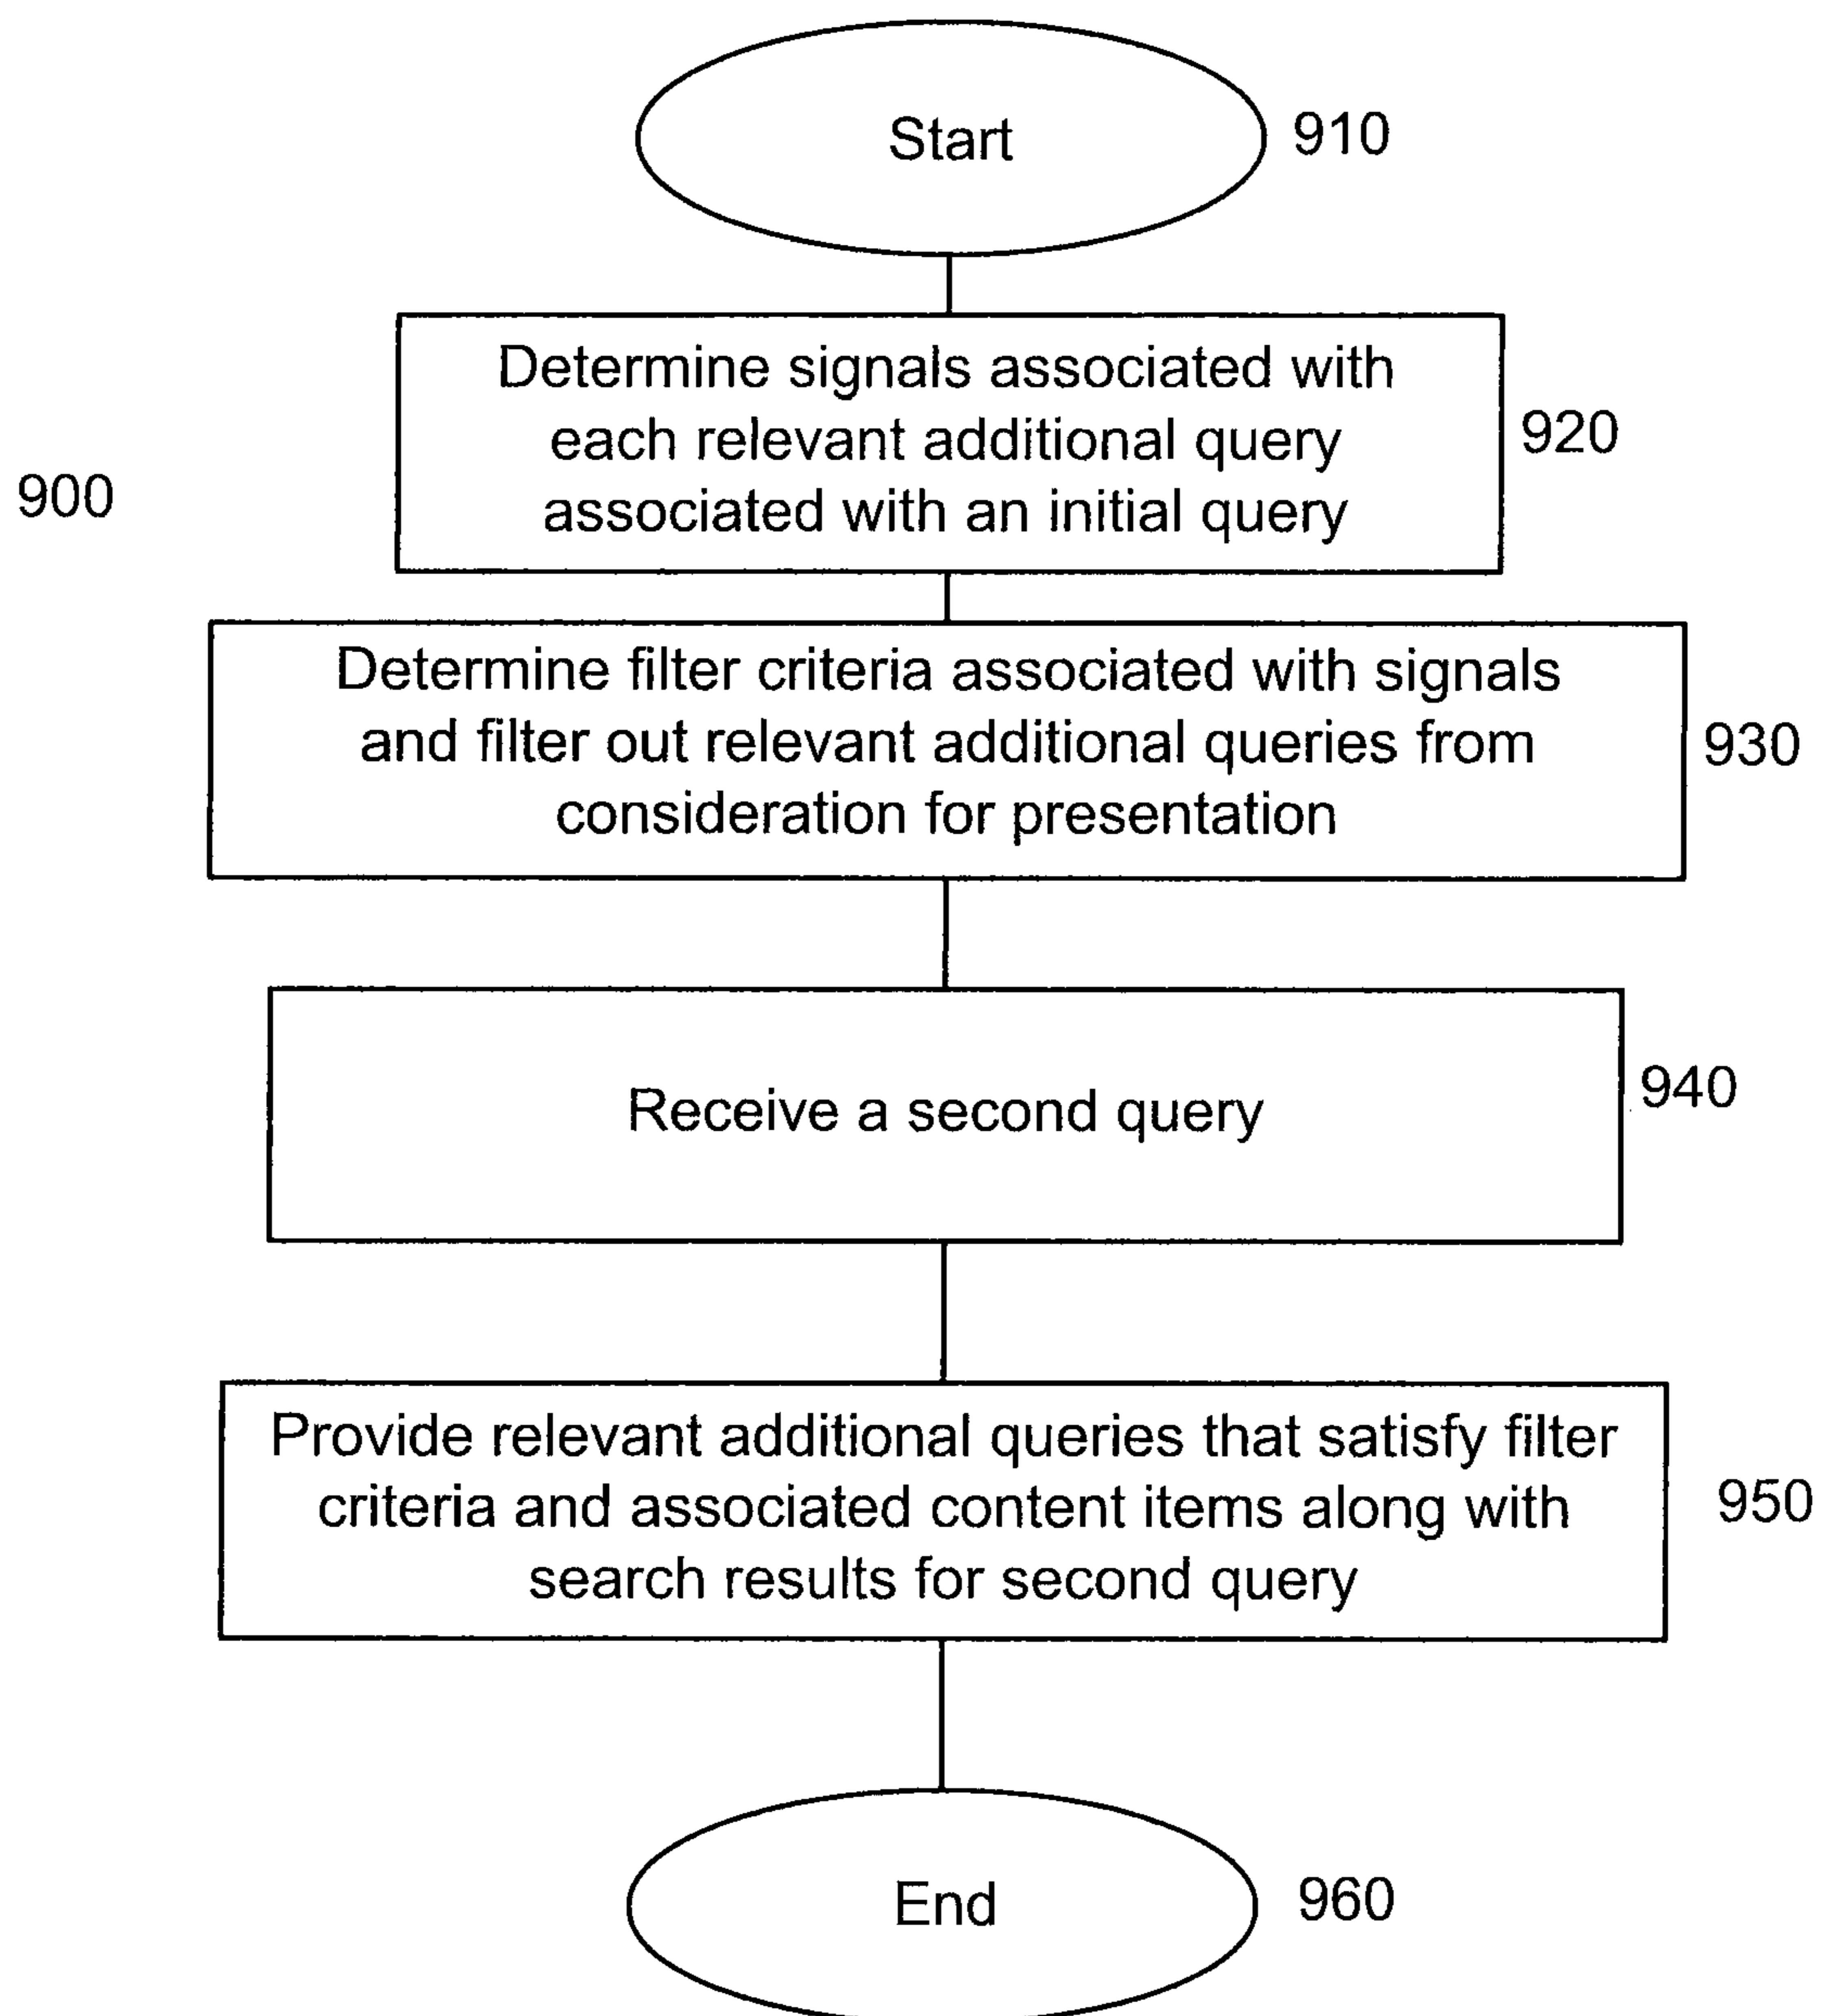 Start
910
Determine signals associated with
each relevant additional query
associated with an initial query
920
900
Determine filter criteria associated with signals
and filter out relevant additional queries from
consideration for presentation
930
Receive a second query
940
Provide relevant additional queries that satisfy filter
criteria and associated content items along with
search results for second query
950
End
960